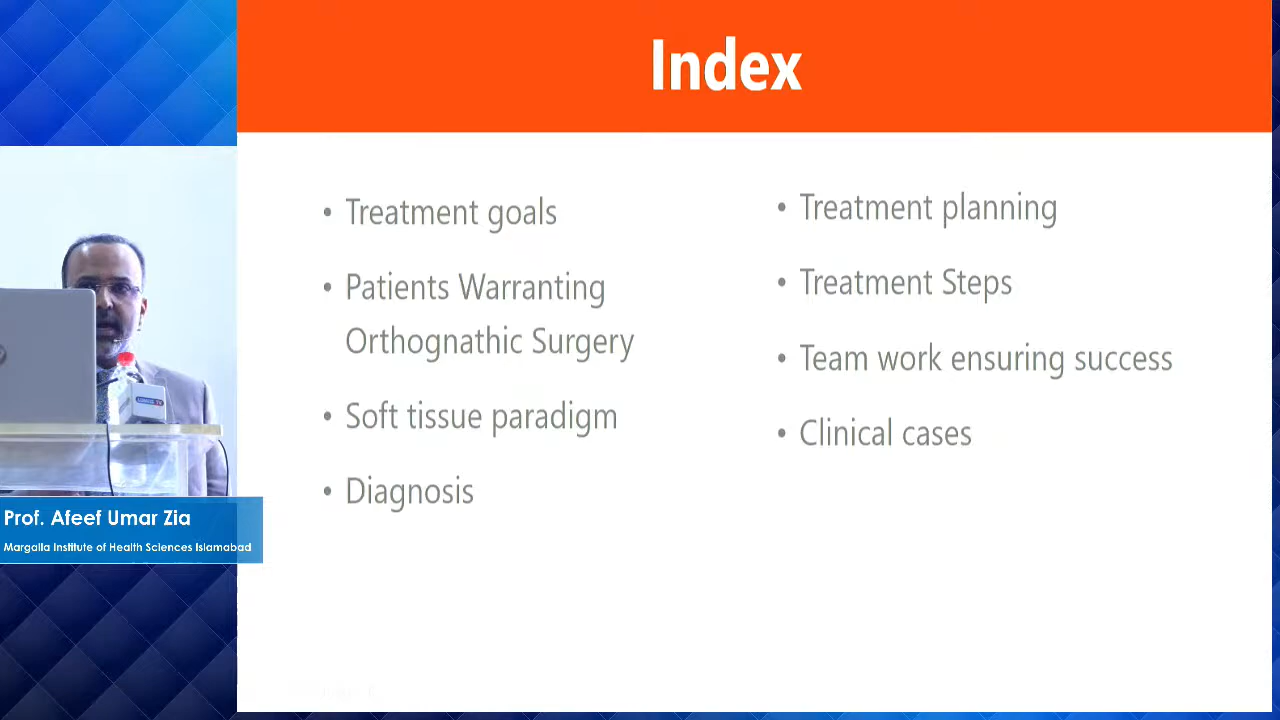 Index
• Treatment goals
• Patients Warranting
Orthognathic Surgery
• Soft tissue paradigm
• Diagnosis
• Treatment planning
• Treatment Steps
• Team work ensuring success
• Clinical cases
Prof. Afeef Umar Zia
Margalla Institute of Health Sciences Islamabad